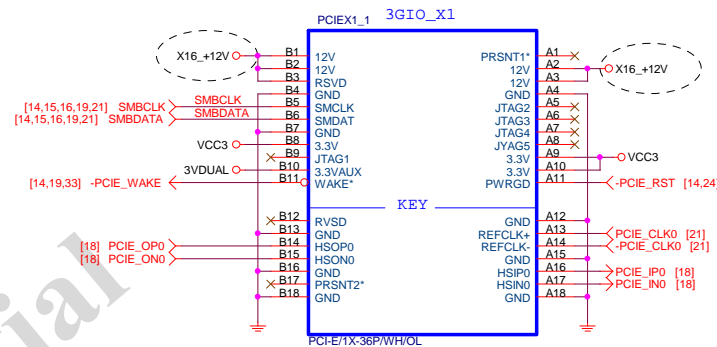 3GIO_X1
PCIEX1_1
X16_+12V B1 12V PRSNT1* A1
B2 12V 12V A2 X16_+12V
B3 RSVD 12V A3
B4 GND GND A4
[14,15,16,19,21] SMBCLK SMBCLK B5 SMCLK JTAG2 A5
[14,15,16,19,21] SMBDATA SMBDATA B6 SMDAT JTAG3 A6
B7 GND JTAG4 A7
VCC3 B8 3.3V JYAG5 A8
B9 JTAG1 3.3V A9 VCC3
3VDUAL B10 3.3VAUX 3.3V A10
[14,19,33] -PCIE_WAKE B11 WAKE* PWRGD A11 -PCIE_RST [14,24]
KEY
B12 RVSD GND A12
B13 GND REFCLK+ A13 PCIE_CLK0 [21]
[18] PCIE_OP0 B14 HSOP0 REFCLK- A14 -PCIE_CLK0 [21]
[18] PCIE_ON0 B15 HSON0 GND A15
B16 GND HSIP0 A16 PCIE_IP0 [18]
B17 PRSNT2* HSIN0 A17 PCIE_IN0 [18]
B18 GND GND A18
PCI-E/1X-36P/WH/OL